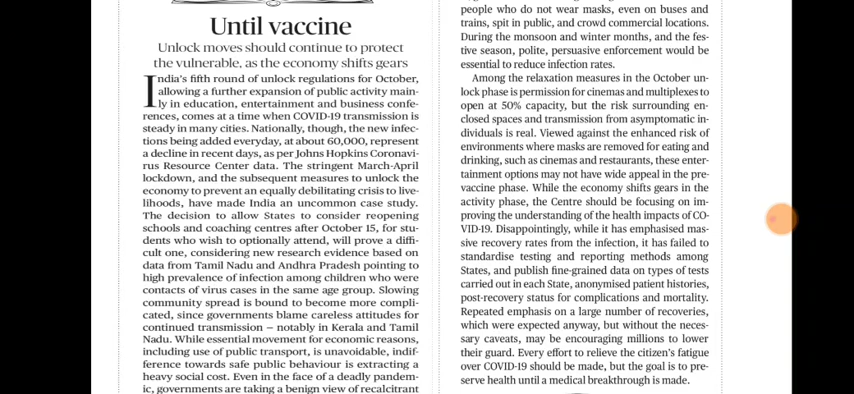 Until vaccine
Unlock moves should continue to protect
the vulnerable, as the economy shifts gears
India's fifth round of unlock regulations for October,
allowing a further expansion of public activity main-
ly in education, entertainment and business confe-
rences, comes at a time when COVID-19 transmission is
steady in many cities. Nationally, though, the new infec-
tions being added everyday, at about 60,000, represent
a decline in recent days, as per Johns Hopkins Coronavi-
rus Resource Center data. The stringent March-April
lockdown, and the subsequent measures to unlock the
economy to prevent an equally debilitating crisis to live-
lihoods, have made India an uncommon case study.
The decision to allow States to consider reopening
schools and coaching centres after October 15, for stu-
dents who wish to optionally attend, will prove a diffi-
cult one, considering new research evidence based on
data from Tamil Nadu and Andhra Pradesh pointing to
high prevalence of infection among children who were
contacts of virus cases in the same age group. Slowing
community spread is bound to become more compli-
cated, since governments blame careless attitudes for
continued transmission – notably in Kerala and Tamil
Nadu. While essential movement for economic reasons,
including use of public transport, is unavoidable, indif-
ference towards safe public behaviour is extracting a
heavy social cost. Even in the face of a deadly pandem-
ic, governments are taking a benign view of recalcitrant
people who do not wear masks, even on buses and
trains, spit in public, and crowd commercial locations.
During the monsoon and winter months, and the fes-
tive season, polite, persuasive enforcement would be
essential to reduce infection rates.
Among the relaxation measures in the October un-
lock phase is permission for cinemas and multiplexes to
open at 50% capacity, but the risk surrounding en-
closed spaces and transmission from asymptomatic in-
dividuals is real. Viewed against the enhanced risk of
environments where masks are removed for eating and
drinking, such as cinemas and restaurants, these enter-
tainment options may not have wide appeal in the pre-
vaccine phase. While the economy shifts gears in the
activity phase, the Centre should be focusing on im-
proving the understanding of the health impacts of CO-
VID-19. Disappointingly, while it has emphasised mas-
sive recovery rates from the infection, it has failed to
standardise testing and reporting methods among
States, and publish fine-grained data on types of tests
carried out in each State, anonymised patient histories,
post-recovery status for complications and mortality.
Repeated emphasis on a large number of recoveries,
which were expected anyway, but without the neces-
sary caveats, may be encouraging millions to lower
their guard. Every effort to relieve the citizen's fatigue
over COVID-19 should be made, but the goal is to pre-
serve health until a medical breakthrough is made.